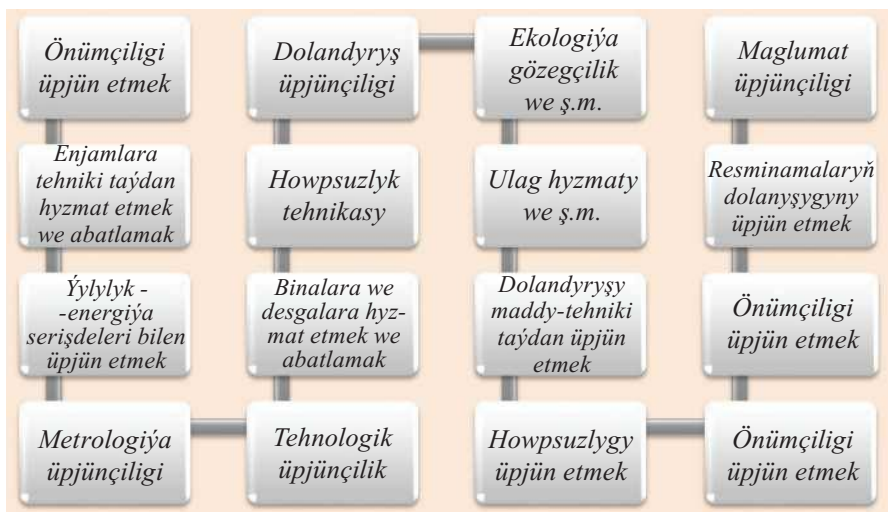 Önümçiligi
üpjün etmek
Enjamlara
tehniki taýdan
hyzmat etmek
we abatlamak
Ýylylyk -
-energiýa
serişdeleri bilen
üpjün etmek
Metrologiýa
üpjünçiligi
Tehnologik
üpjünçilik
Binalara we
desgalara hyz-
mat etmek we
abatlamak
Howpsuzlyk
tehnikasy
Dolandyryş
üpjünçiligi
Ekologiýa
gözegçilik
we ş.m.
Ulag hyzmaty
we ş.m.
Dolandyryşy
maddy-tehniki
taýdan üpjün
etmek
Howpsuzlygy
üpjün etmek
Önümçiligi
üpjün etmek
Önümçiligi
üpjün etmek
Resminamalaryň
dolanyşygyny
üpjün etmek
Maglumat
üpjünçiligi